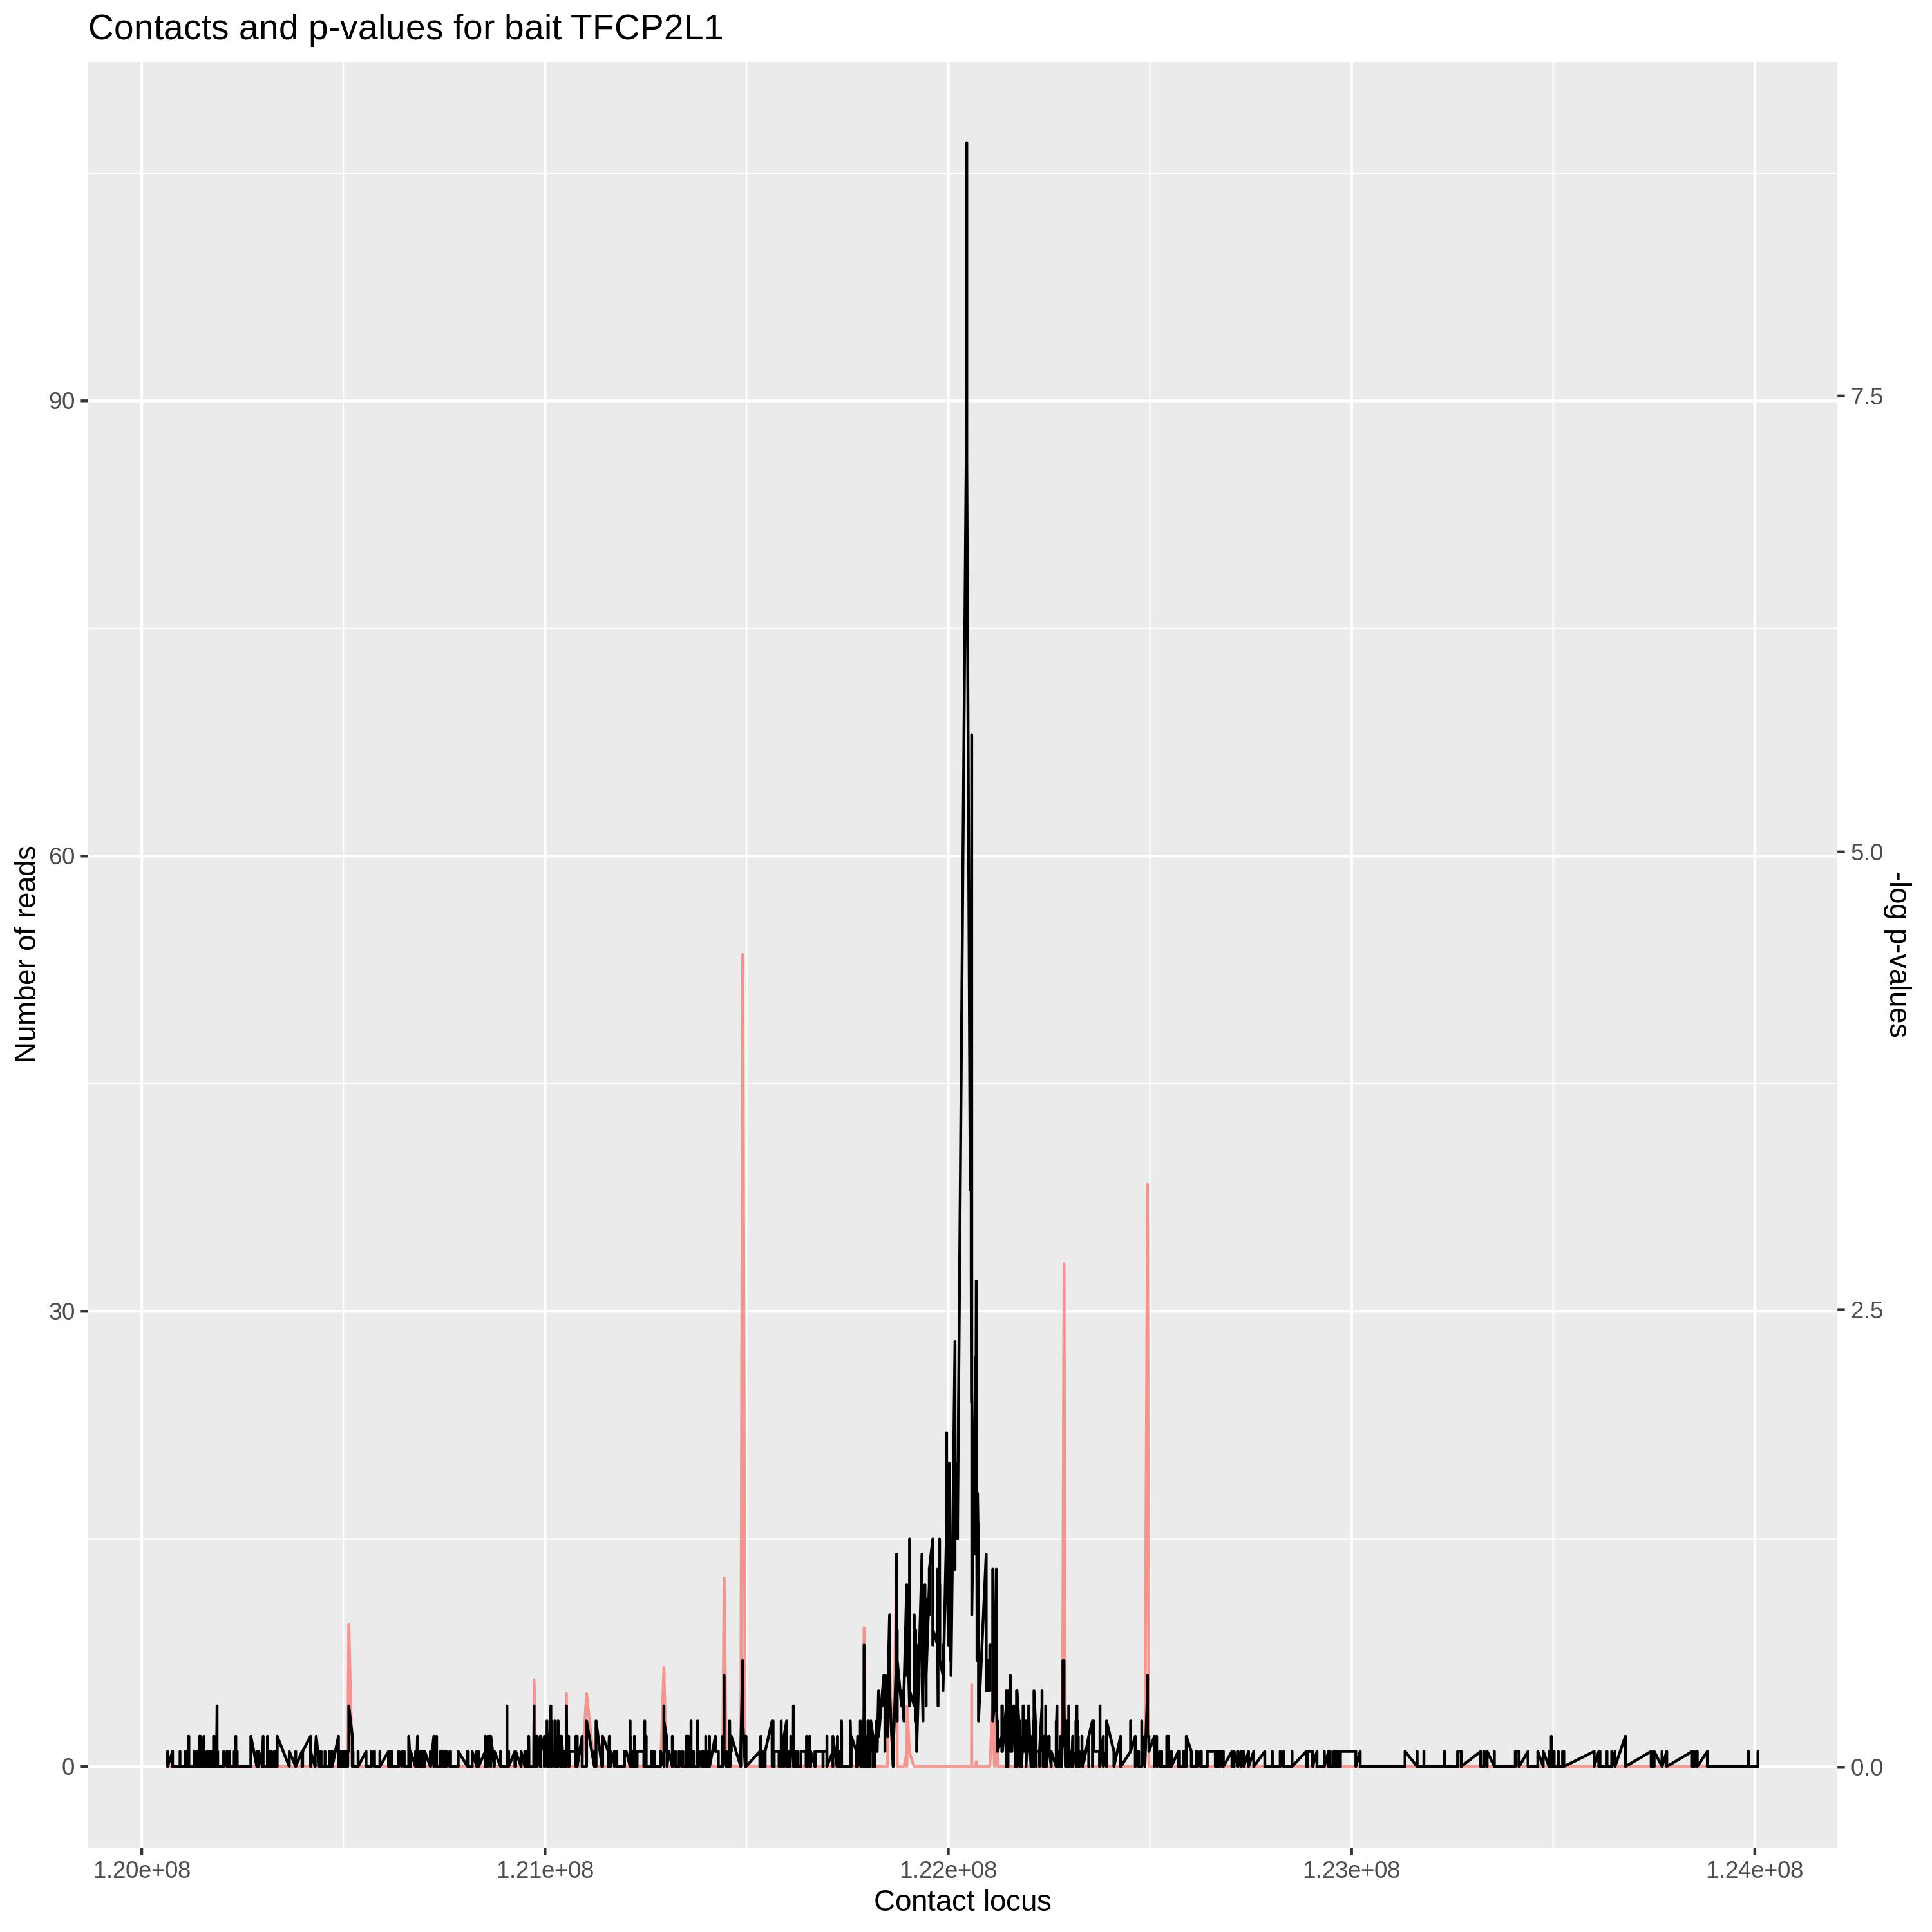 Contacts and p-values for bait TFCP2L1
90
60
30
0
7.5
5.0
2.5
0.0
Number of reads
-log p-values
1.20e+08
1.21e+08
1.22e+08
1.23e+08
1.24e+08
Contact locus